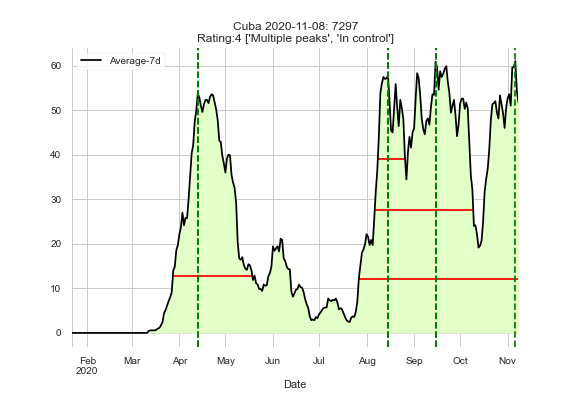 Cuba 2020-11-08: 7297
Rating:4 ['Multiple peaks', 'In control']
Average-7d
60
50
40
30
20
10
0
Feb Mar Apr May Jun Jul Aug Sep Oct Nov
2020
Date